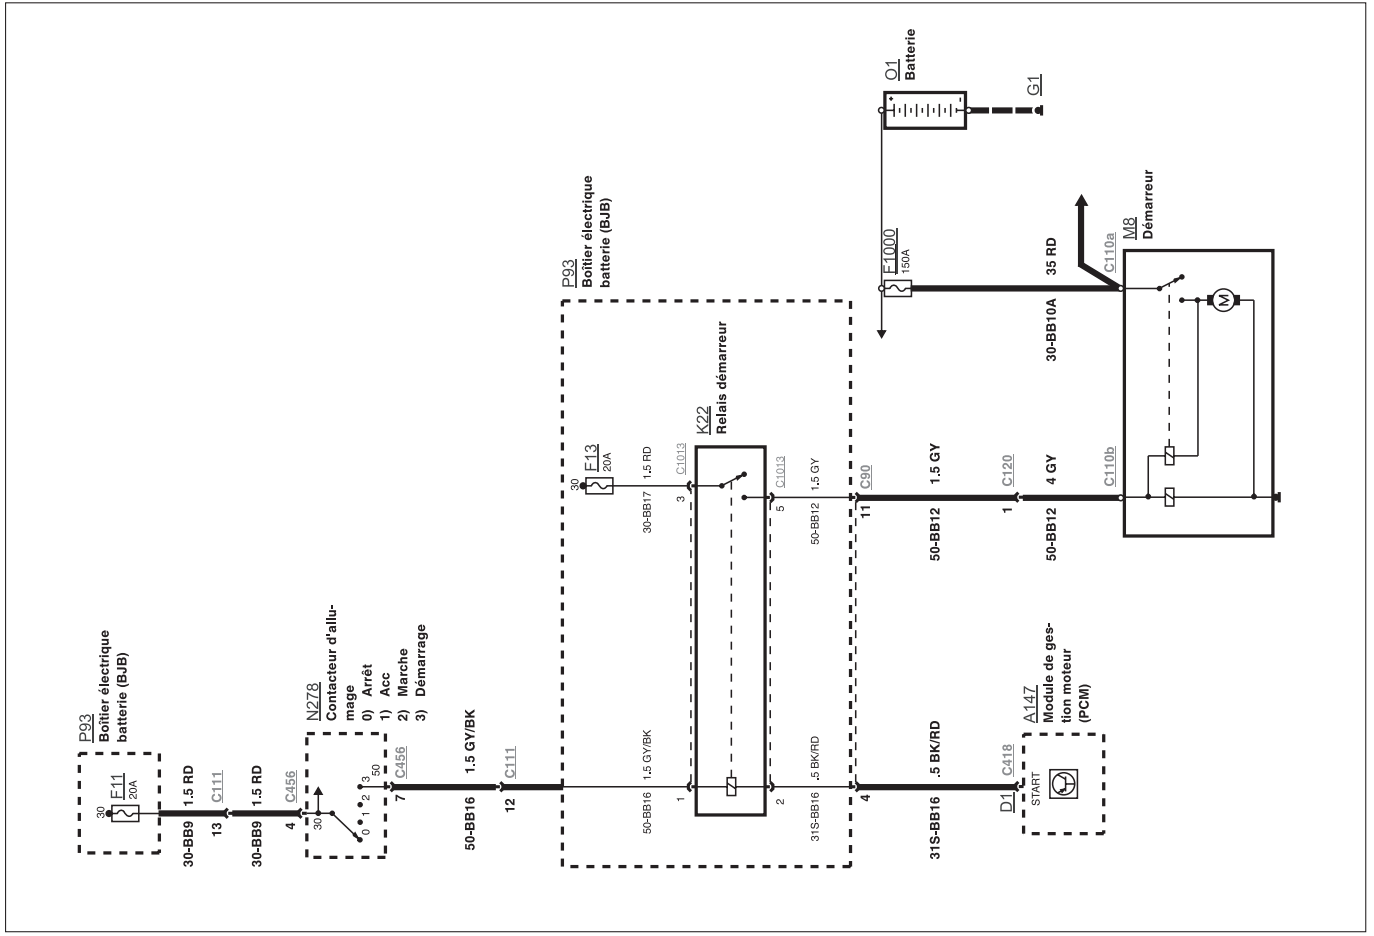 P93
Boîtier électrique
batterie (BJB)
30
F11
20A
30-BB9
1.5 RD
13
C111
30-BB9
1.5 RD
4
C456
N278
Contacteur d'allu-
mage
0) Arrêt
1) Acc
2) Marche
3) Démarrage
30
0
1
2
3
50
7
C456
50-BB16
1.5 GY/BK
12
C111
P93
Boîtier électrique
batterie (BJB)
30
F13
20A
30-BB17
1.5 RD
3
C1013
50-BB16
1.5 GY/BK
1
K22
Relais démarreur
5
C1013
2
50-BB12
1.5 GY
31S-BB16
.5 BK/RD
11
C90
4
50-BB12
1.5 GY
31S-BB16
.5 BK/RD
1
C120
D1
C418
50-BB12
4 GY
C110b
A147
Module de ges-
tion moteur
(PCM)
START
O1
Batterie
+
-
G1
F1000
150A
30-BB10A
35 RD
C110a
M8
Démarreur
M